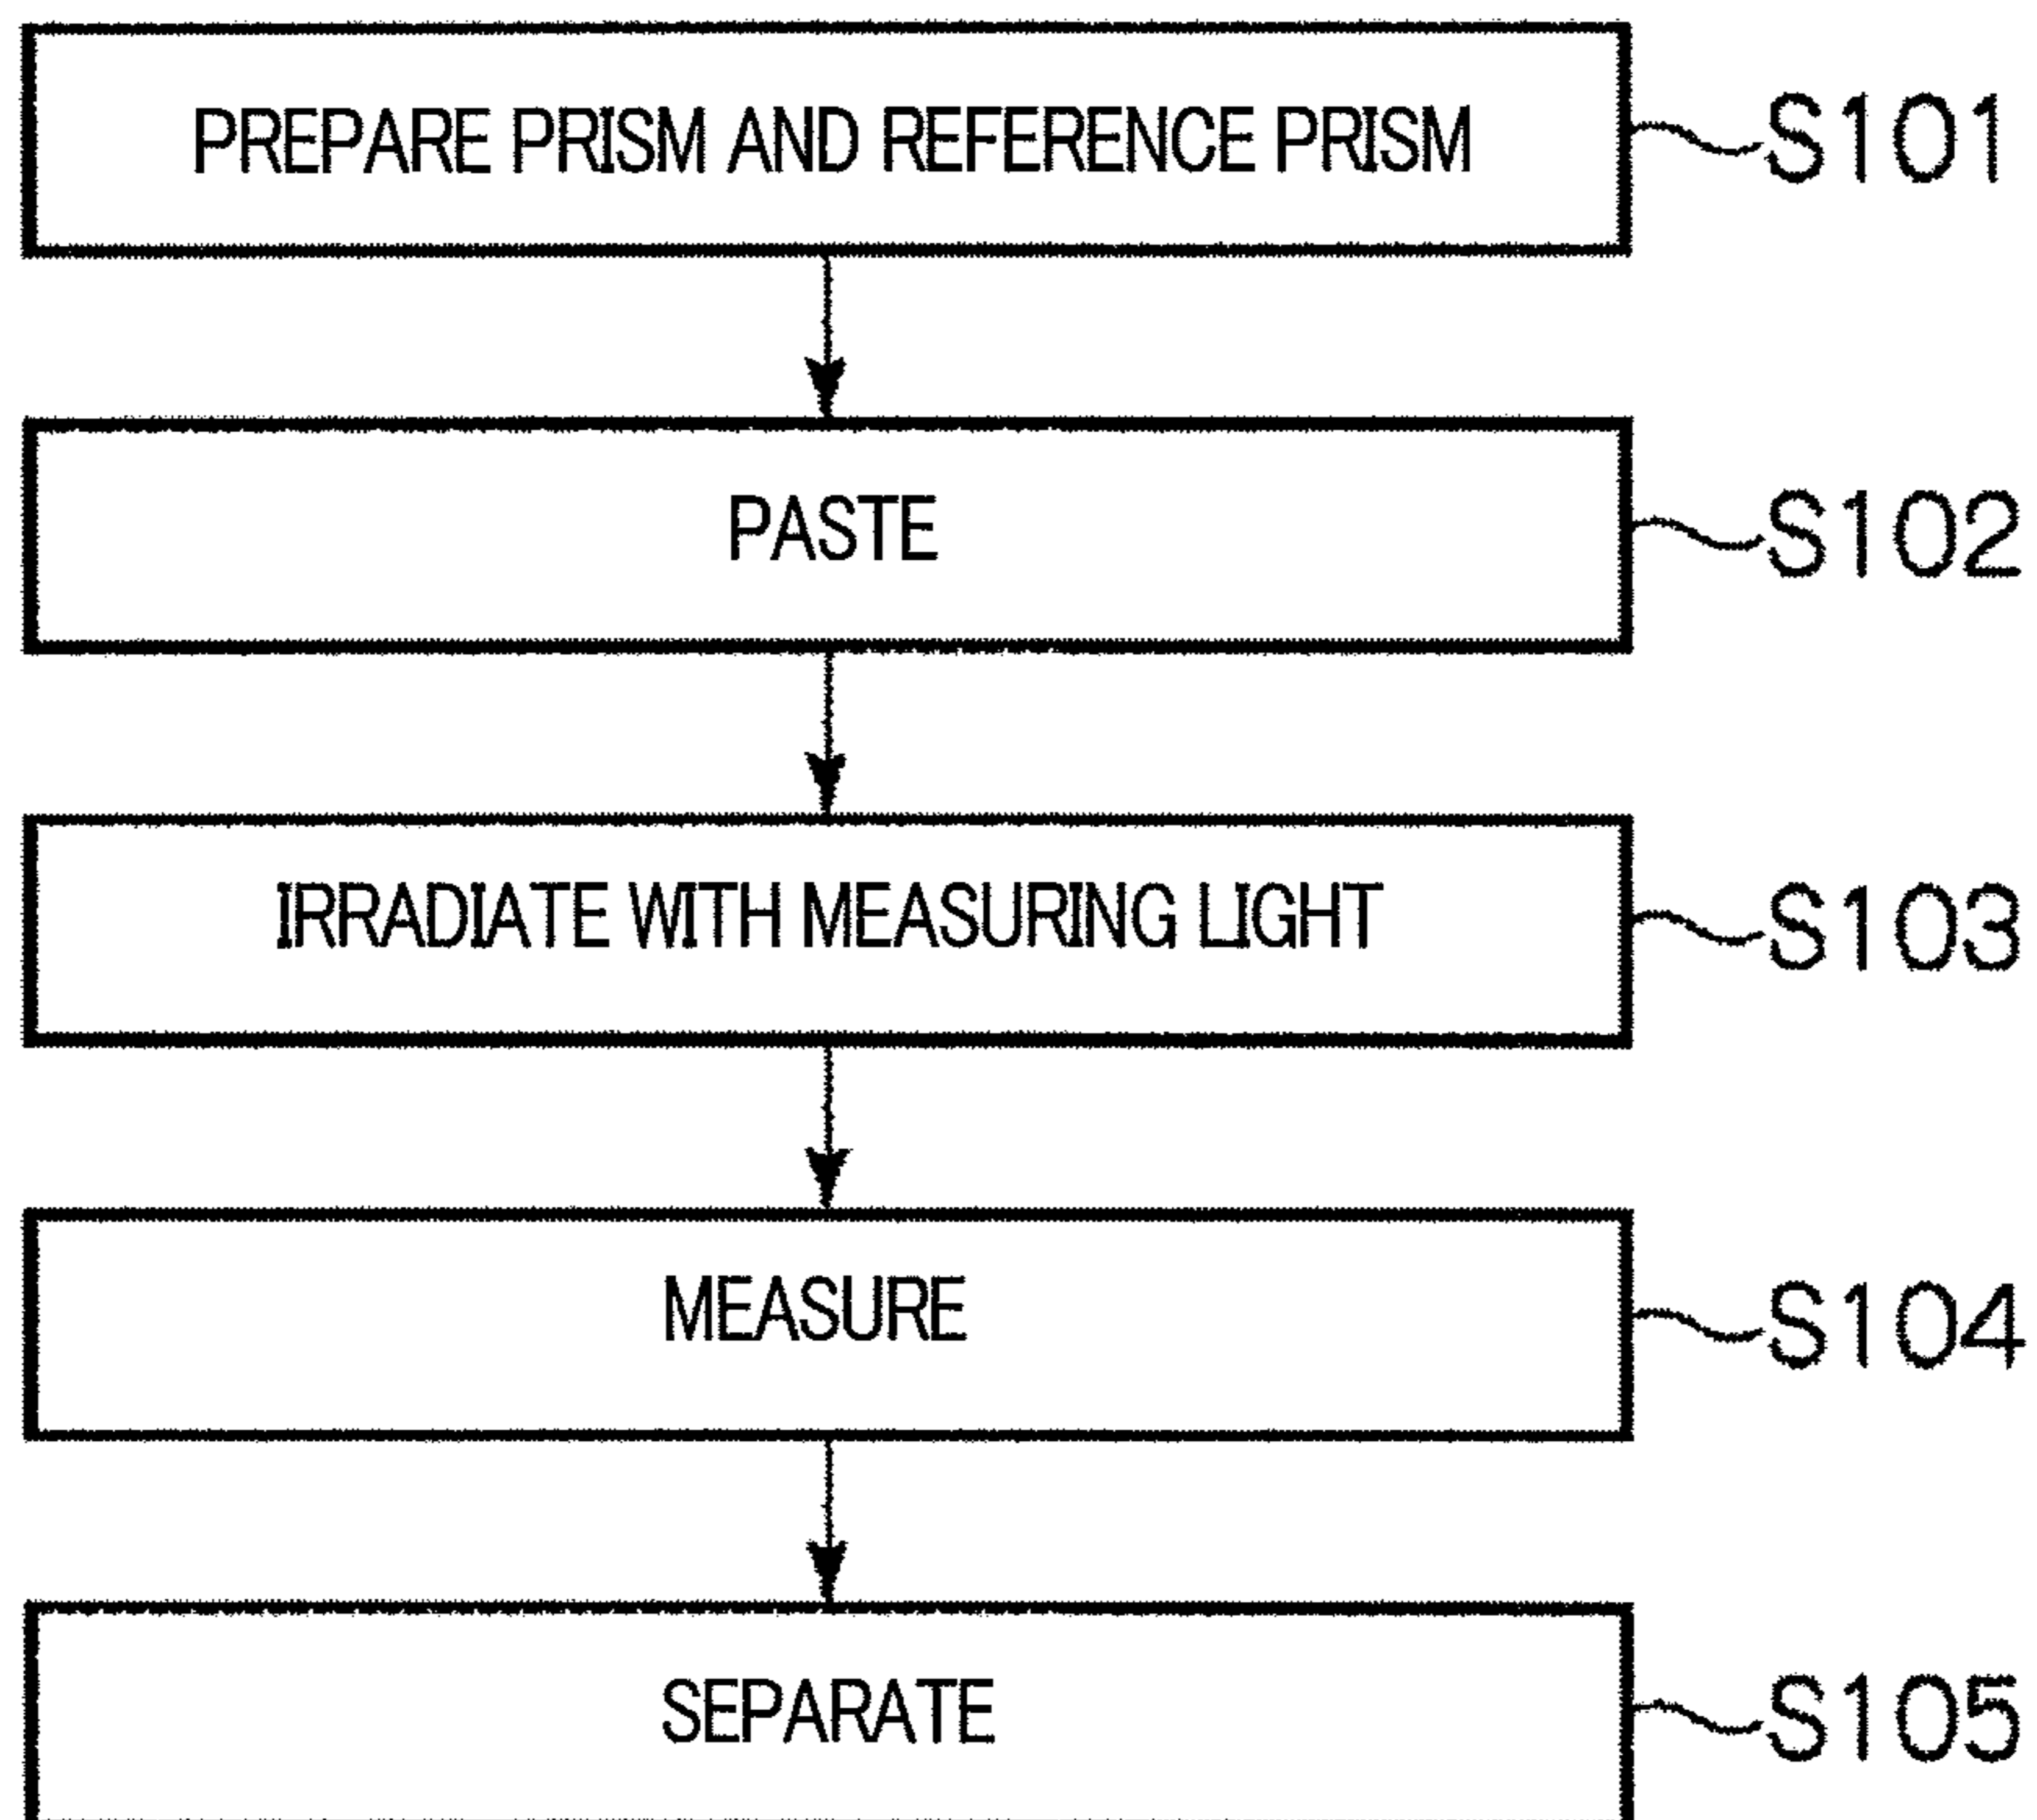 PREPARE PRISM AND REFERENCE PRISM S101
PASTE S102
IRRADIATE WITH MEASURING LIGHT S103
MEASURE S104
SEPARATE S105